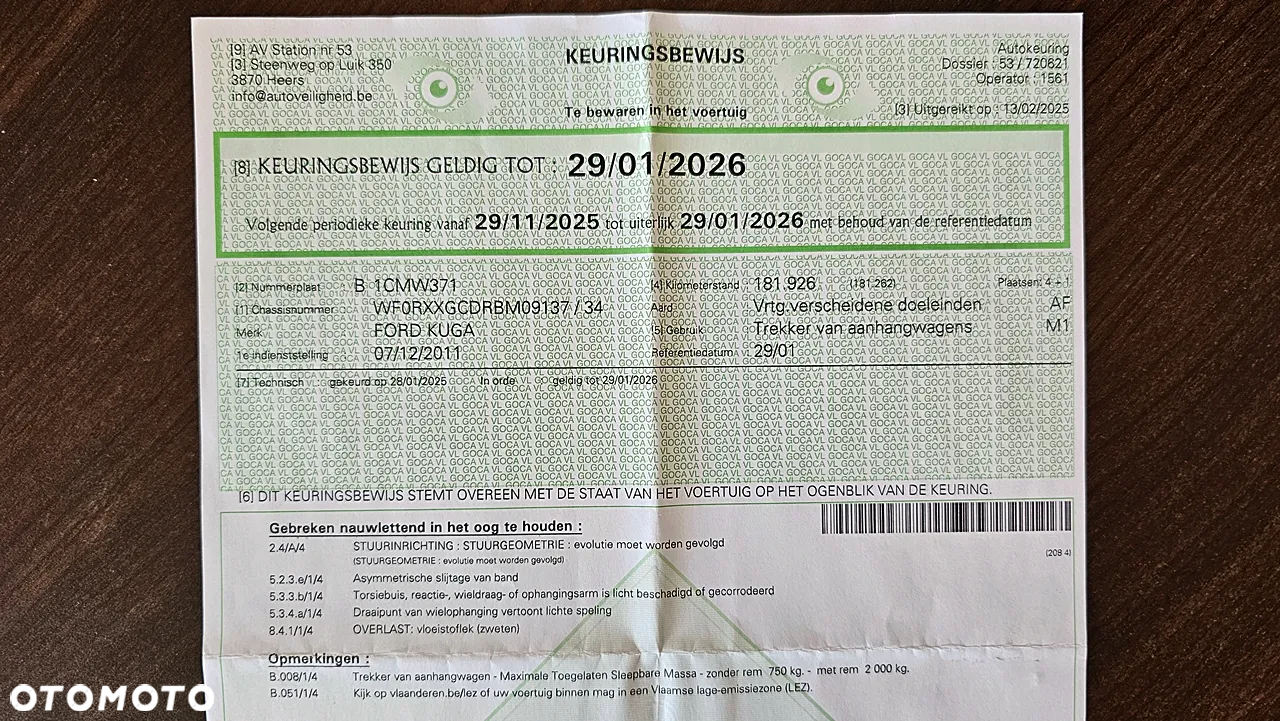 [9] AV Station nr 53
[3] Steenweg op Luik 350
3870 Heers
info@autoveiligheid.be
KEURINGSBEWIJS
Te bewaren in het voertuig
Autokeuring
Dossier : 53 / 720621
Operator : 1561
[3] Uitgereikt op : 13/02/2025
[8] KEURINGSBEWIJS GELDIG TOT : 29/01/2026
Volgende periodieke keuring vanaf 29/11/2025 tot uiterlijk 29/01/2026 met behoud van de referentiedatum
[2] Nummerplaat B 1CMW371 [4] Kilometerstand 181.926 (181.262) Plaatsen: 4 + 1
[1] Chassisnummer : WF0RXXGCDRBM09137 / 34 Aard Vrtg.verscheidene doeleinden AF
Merk FORD KUGA [5] Gebruik Trekker van aanhangwagens M1
1e indienststelling 07/12/2011 Referentiedatum 29/01
[7] Technisch : gekeurd op 28/01/2025 In orde geldig tot 29/01/2026
[6] DIT KEURINGSBEWIJS STEMT OVEREEN MET DE STAAT VAN HET VOERTUIG OP HET OGENBLIK VAN DE KEURING.
Gebreken nauwlettend in het oog te houden :
2.4/A/4 STUURINRICHTING : STUURGEOMETRIE : evolutie moet worden gevolgd
(208 4)
(STUURGEOMETRIE : evolutie moet worden gevolgd)
5.2.3.e/1/4 Asymmetrische slijtage van band
5.3.3.b/1/4 Torsiebuis, reactie-, wieldraag- of ophangingsarm is licht beschadigd of gecorrodeerd
5.3.4.a/1/4 Draaipunt van wielophanging vertoont lichte speling
8.4.1/1/4 OVERLAST: vloeistoflek (zweten)
Opmerkingen :
B.008/1/4 Trekker van aanhangwagen - Maximale Toegelaten Sleepbare Massa - zonder rem 750 kg. - met rem 2 000 kg.
B.051/1/4 Kijk op vlaanderen.be/lez of uw voertuig binnen mag in een Vlaamse lage-emissiezone (LEZ).
OTOMOTO